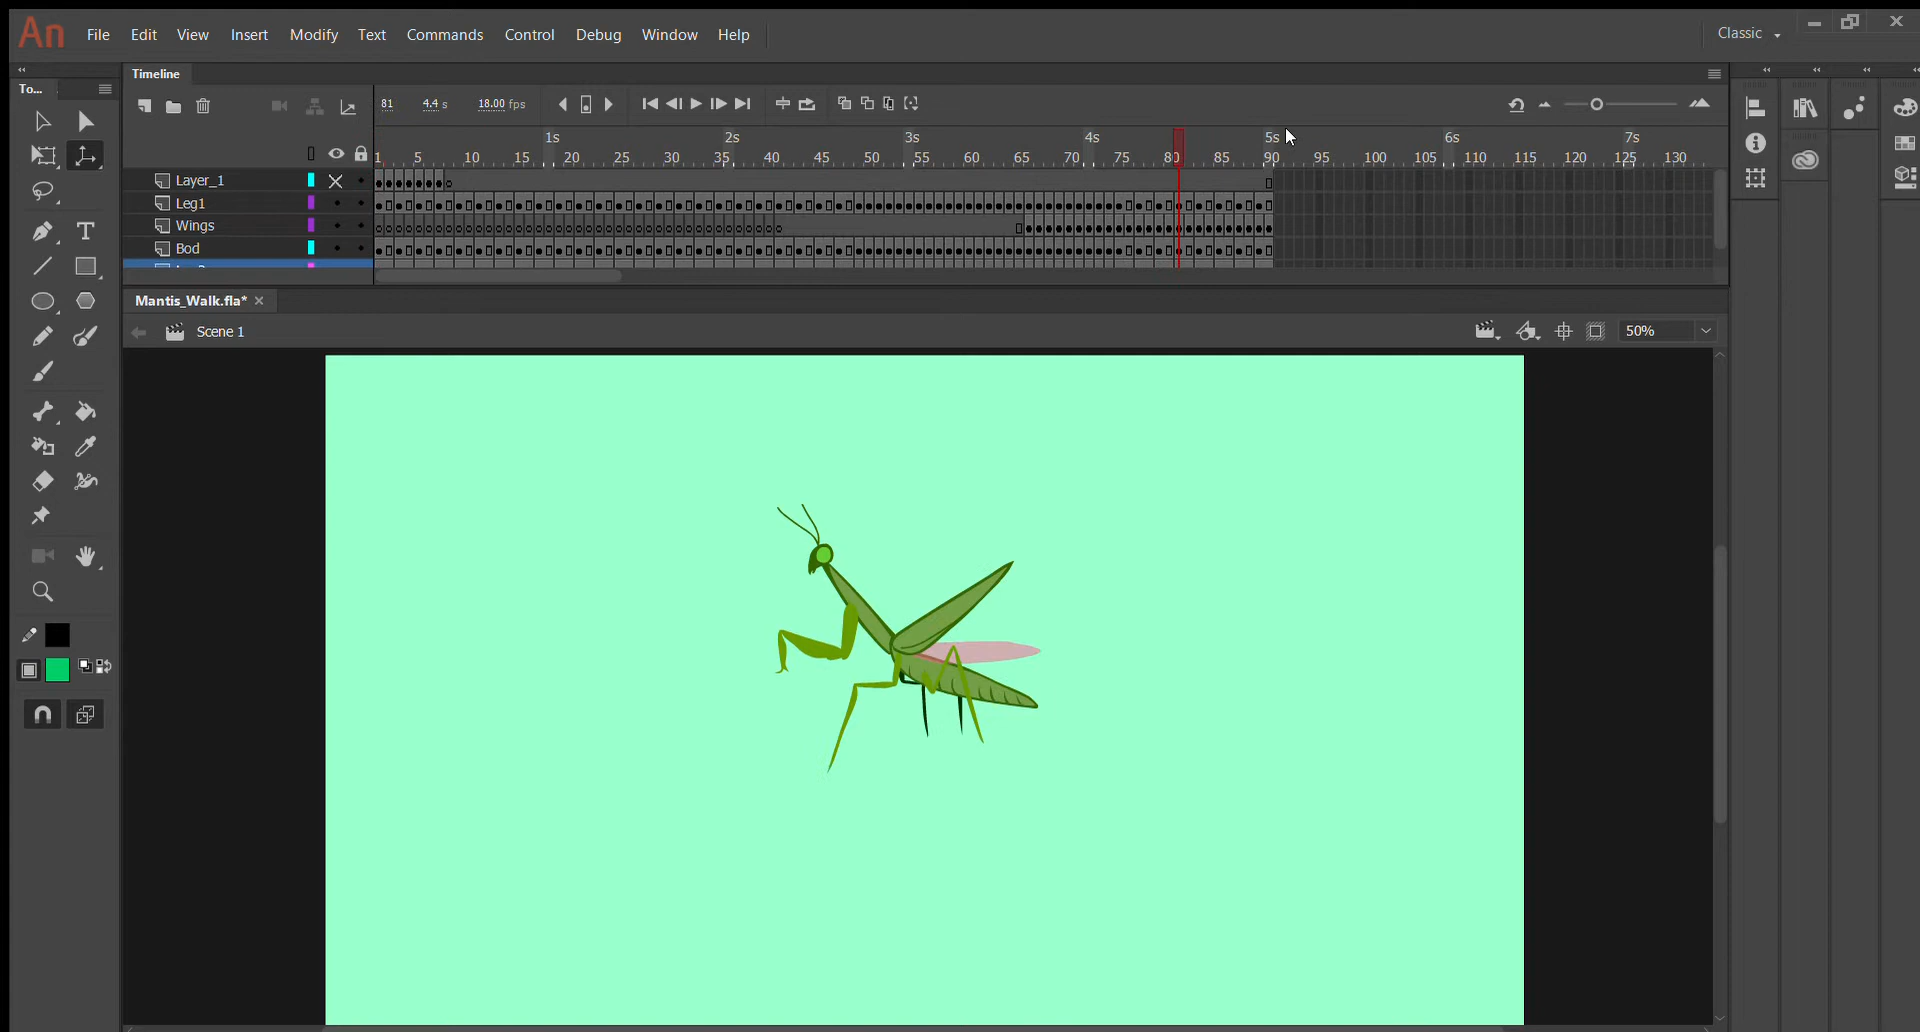 An File Edit View Insert Modify Text Commands Control Debug Window Help Classic
To... Timeline
81 4.4 s 18.00 fps
1s 2s 3s 4s 5s 6s 7s
1 5 10 15 20 25 30 35 40 45 50 55 60 65 70 75 80 85 90 95 100 105 110 115 120 125 130
Layer_1
Leg1
Wings
Bod
Mantis_Walk.fla*
Scene 1 50%